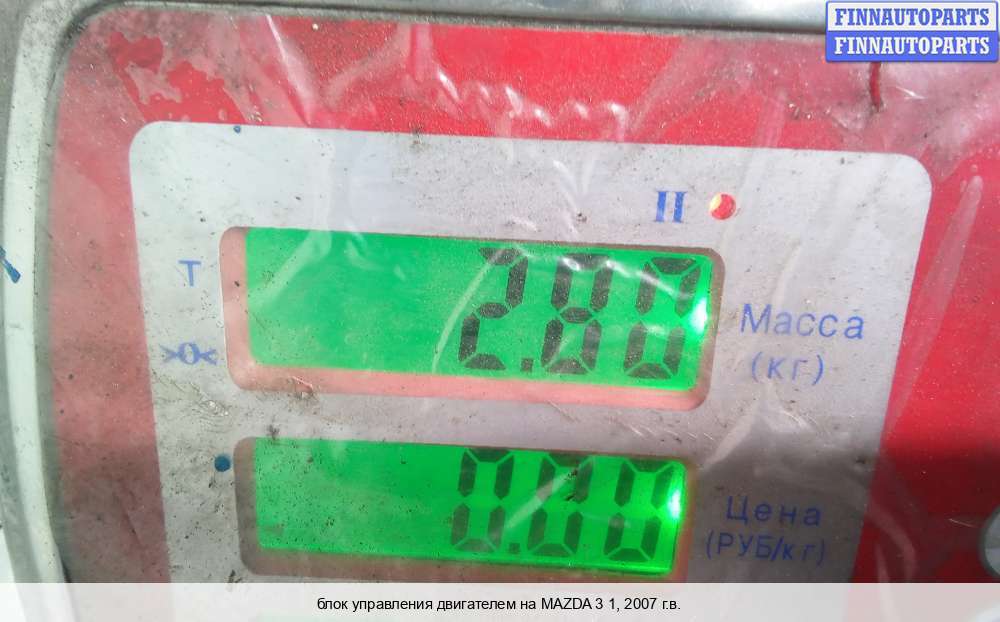 FINNAUTOPARTS
FINNAUTOPARTS
П
Т
2.80
Масса
(кг)
>0<
0.00
Цена
(РУБ/кг)
блок управления двигателем на MAZDA 3 1, 2007 г.в.